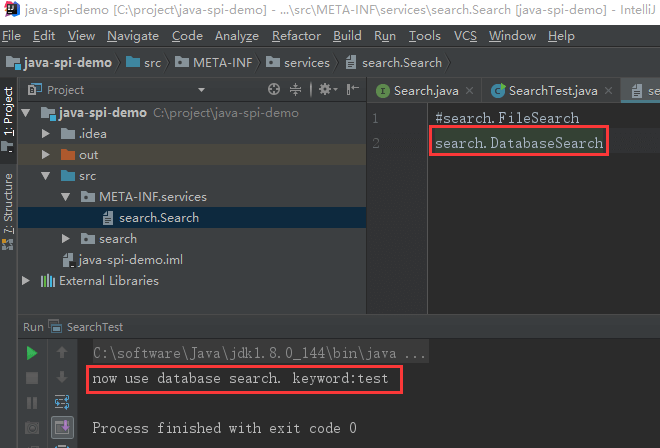 java-spi-demo [C:\project\java-spi-demo] - ...\src\META-INF\services\search.Search [java-spi-demo] - IntelliJ
File Edit View Navigate Code Analyze Refactor Build Run Tools VCS Window Help
java-spi-demo src META-INF services search.Search
1: Project
7: Structure
Project
Search.java SearchTest.java se
java-spi-demo C:\project\java-spi-demo
.idea
out
src
META-INF.services
search.Search
search
java-spi-demo.iml
External Libraries
1 #search.FileSearch
2 search.DatabaseSearch
Run SearchTest
C:\software\Java\jdk1.8.0_144\bin\java ...
now use database search. keyword:test
Process finished with exit code 0